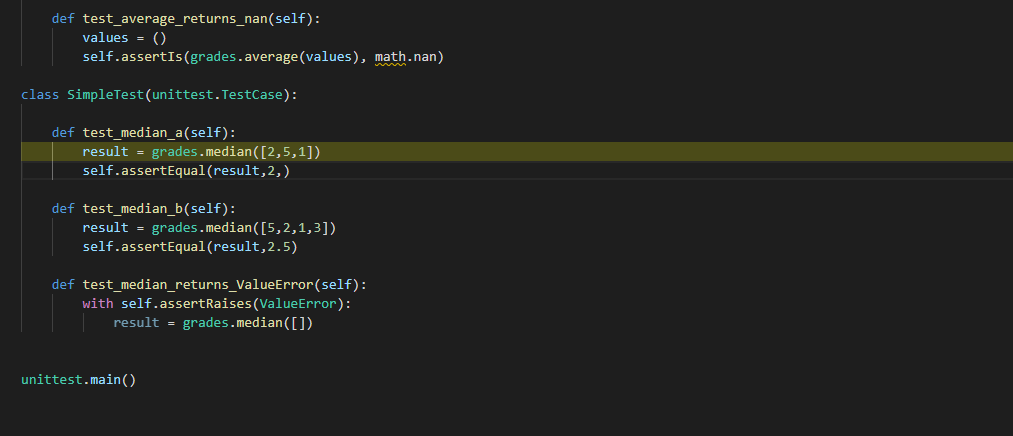 def test_average_returns_nan(self):
values = ()
self.assertIs(grades.average(values), math.nan)
class SimpleTest(unittest.TestCase):
def test_median_a(self):
result = grades.median([2,5,1])
self.assertEqual(result,2,)
def test_median_b(self):
result = grades.median([5,2,1,3])
self.assertEqual(result,2.5)
def test_median_returns_ValueError(self):
with self.assertRaises(ValueError):
result = grades.median([])
unittest.main()